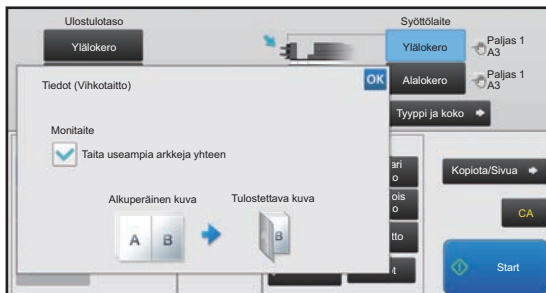 Ulostulotaso
Syöttölaite
Ylälokero
Ylälokero
Paljas 1
A3
Tiedot (Vihkotaitto)
OK
Alalokero
Paljas 1
A3
Tyyppi ja koko
Monitaite
Taita useampia arkkeja yhteen
Kopiota/Sivua
Alkuperäinen kuva
Tulostettava kuva
CA
A B
B
Start